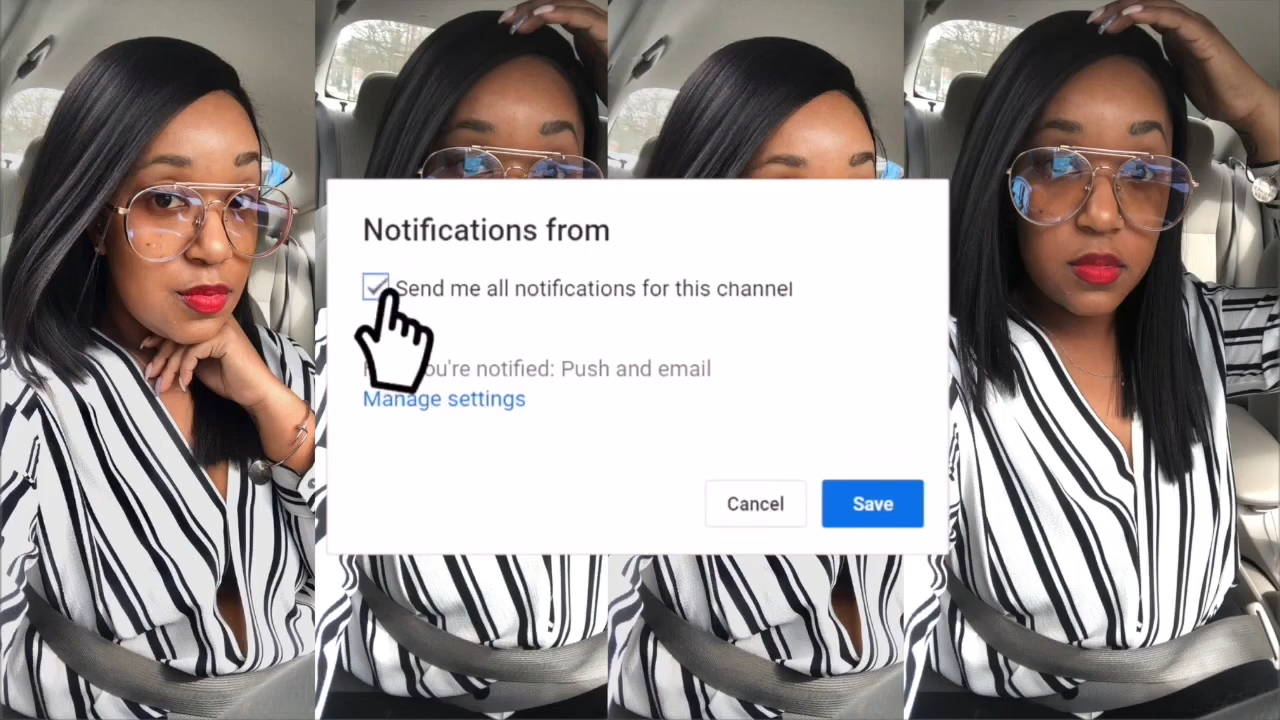 Notifications from
Send me all notifications for this channel
you're notified: Push and email
Manage settings
Cancel
Save